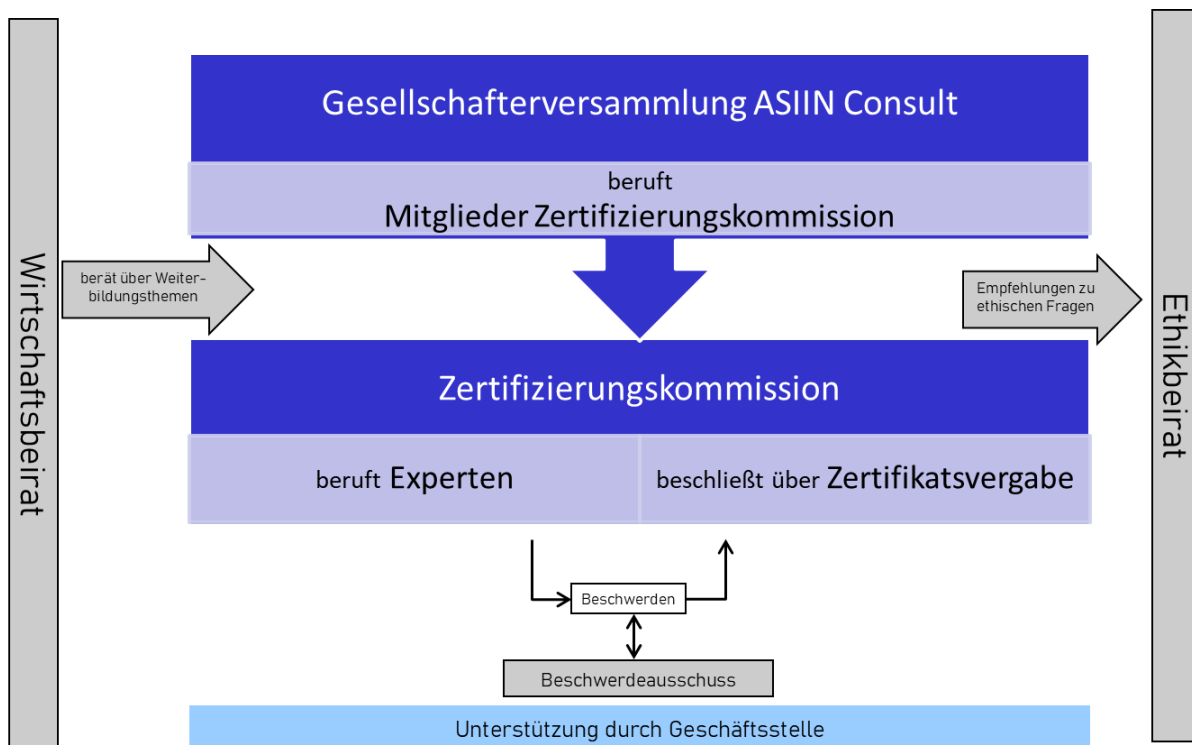 Wirtschaftsbeirat
Gesellschafterversammlung ASIIN Consult
beruft
Mitglieder Zertifizierungskommission
berät über Weiter-
bildungsthemen
Empfehlungen zu
ethischen Fragen
Zertifizierungskommission
beruft Experten
beschließt über Zertifikatsvergabe
Beschwerden
Beschwerdeausschuss
Unterstützung durch Geschäftsstelle
Ethikbeirat